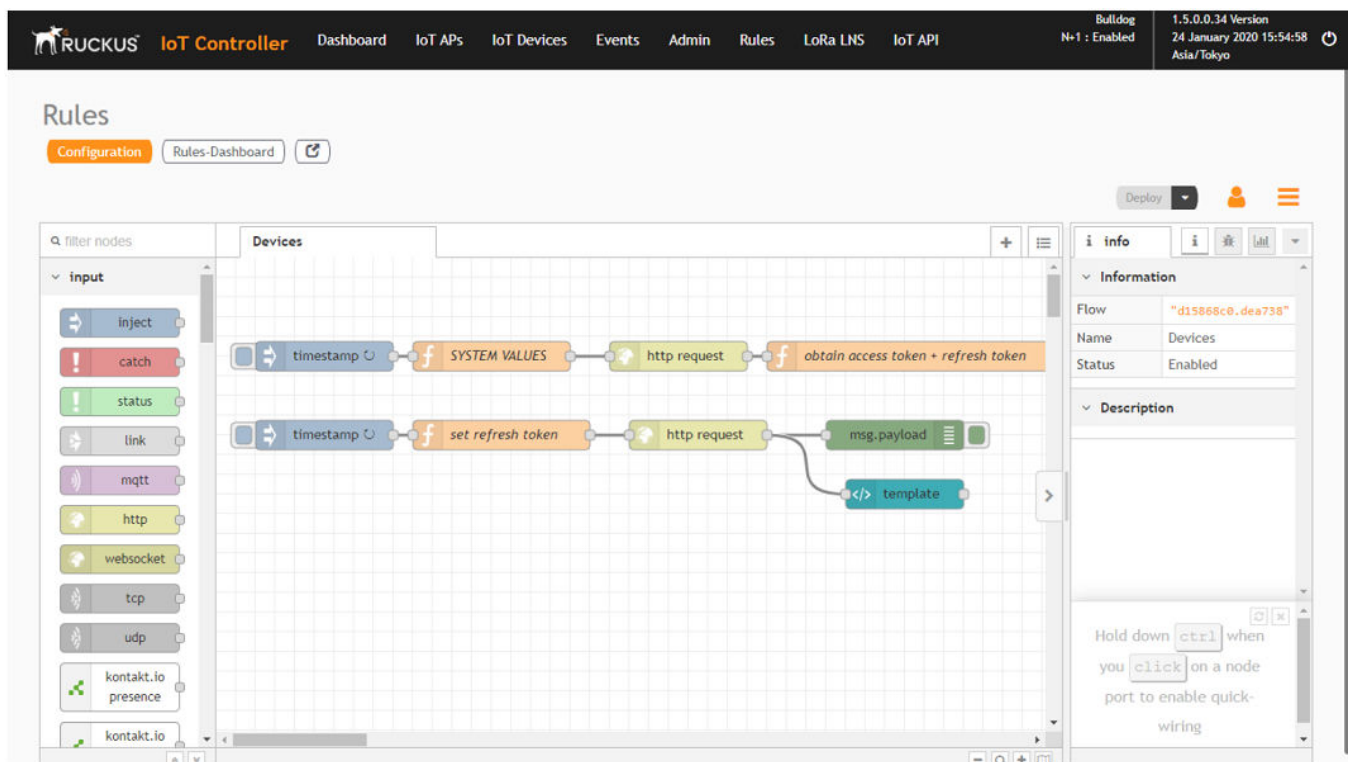 RUCKUS IoT Controller Dashboard IoT APs IoT Devices Events Admin Rules LoRa LNS IoT API
Bulldog
N+1 : Enabled
1.5.0.0.34 Version
24 January 2020 15:54:58
Asia/Tokyo
Rules
Configuration Rules-Dashboard
Deploy
filter nodes
Devices
i info
input
Information
inject
Flow "d15868c0.dea738"
Name Devices
Status Enabled
timestamp SYSTEM VALUES http request obtain access token + refresh token
catch
status
Description
link
timestamp set refresh token http request msg.payload
mqtt
template
http
websocket
tcp
udp
kontakt.io
presence
kontakt.io
Hold down ctrl when
you click on a node
port to enable quick-
wiring